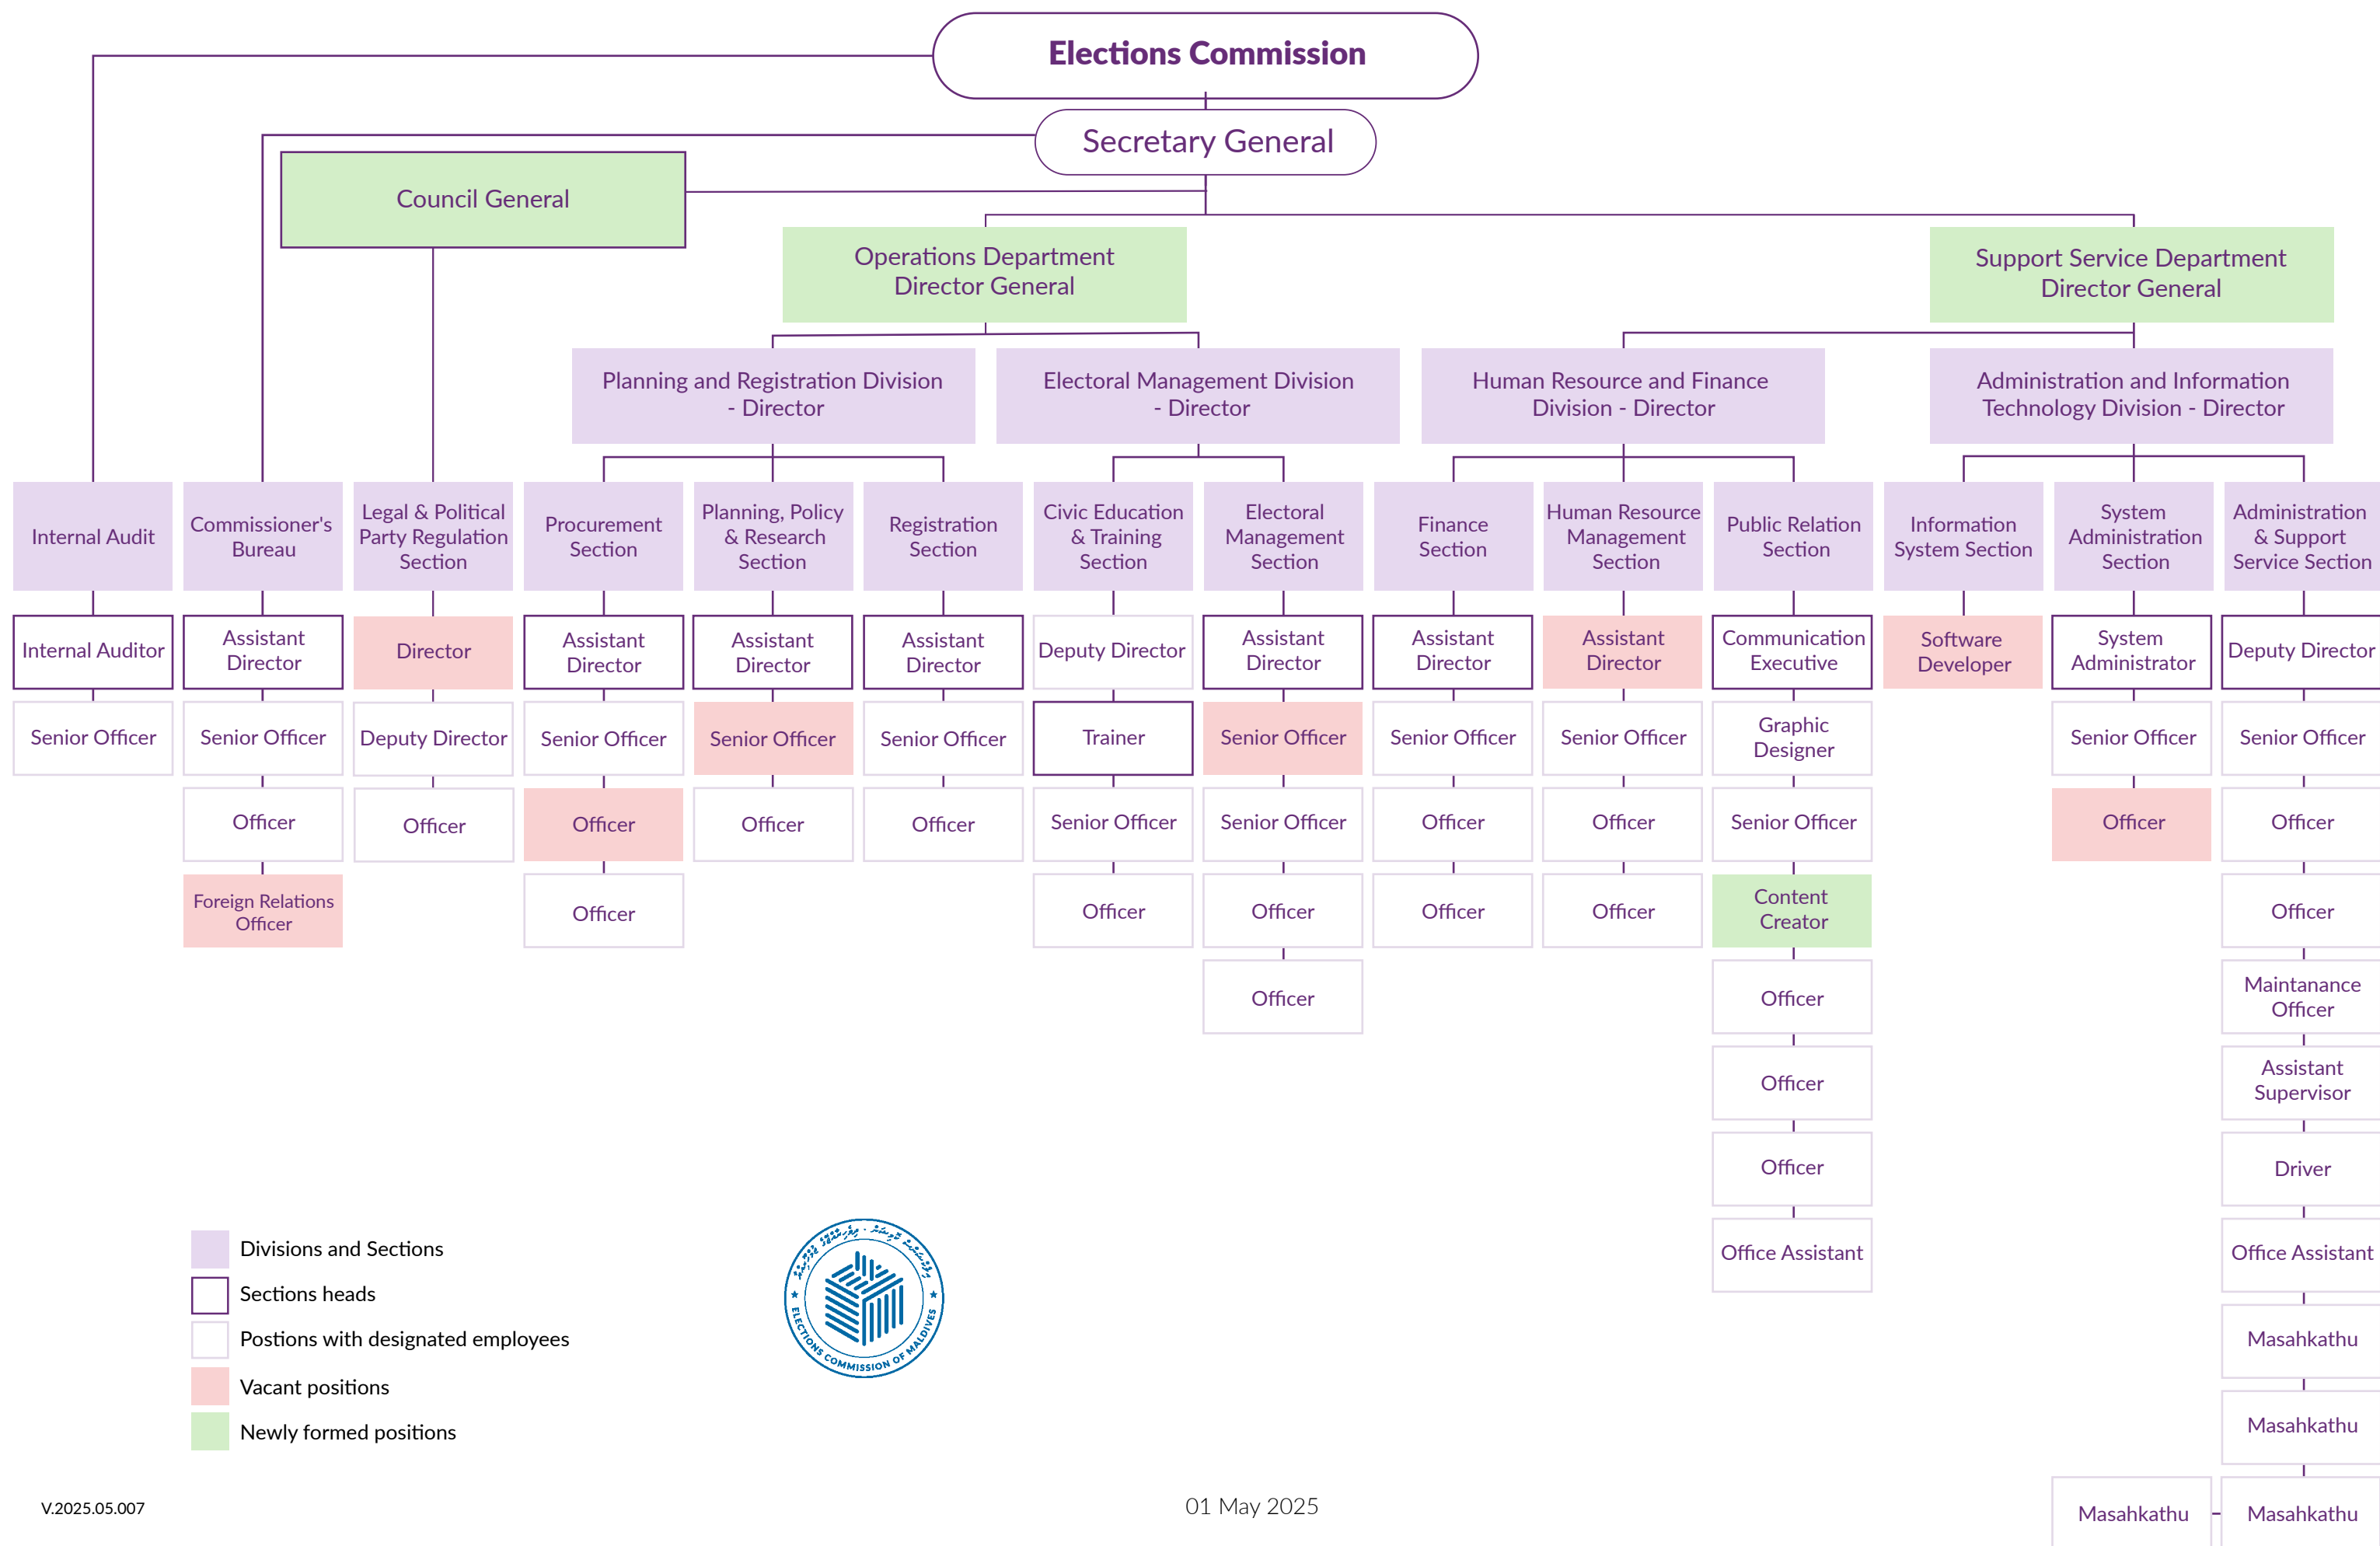 Elections Commission
Secretary General
Council General
Operations Department
Director General
Support Service Department
Director General
Planning and Registration Division
- Director
Electoral Management Division
- Director
Human Resource and Finance
Division - Director
Administration and Information
Technology Division - Director
Internal Audit
Commissioner's
Bureau
Legal & Political
Party Regulation
Section
Procurement
Section
Planning, Policy
& Research
Section
Registration
Section
Civic Education
& Training
Section
Electoral
Management
Section
Finance
Section
Human Resource
Management
Section
Public Relation
Section
Information
System Section
System
Administration
Section
Administration
& Support
Service Section
Internal Auditor
Assistant
Director
Director
Assistant
Director
Assistant
Director
Assistant
Director
Deputy Director
Assistant
Director
Assistant
Director
Assistant
Director
Communication
Executive
Software
Developer
System
Administrator
Deputy Director
Senior Officer
Senior Officer
Deputy Director
Senior Officer
Senior Officer
Senior Officer
Trainer
Senior Officer
Senior Officer
Senior Officer
Graphic
Designer
Senior Officer
Senior Officer
Officer
Officer
Officer
Officer
Officer
Senior Officer
Senior Officer
Officer
Officer
Senior Officer
Officer
Officer
Foreign Relations
Officer
Officer
Officer
Officer
Officer
Officer
Content
Creator
Officer
Officer
Officer
Maintanance
Officer
Officer
Assistant
Supervisor
Officer
Driver
Office Assistant
Office Assistant
Masahkathu
Masahkathu
Masahkathu
Masahkathu
Divisions and Sections
Sections heads
Postions with designated employees
Vacant positions
Newly formed positions
ELECTIONS COMMISSION OF MALDIVES
V.2025.05.007
01 May 2025